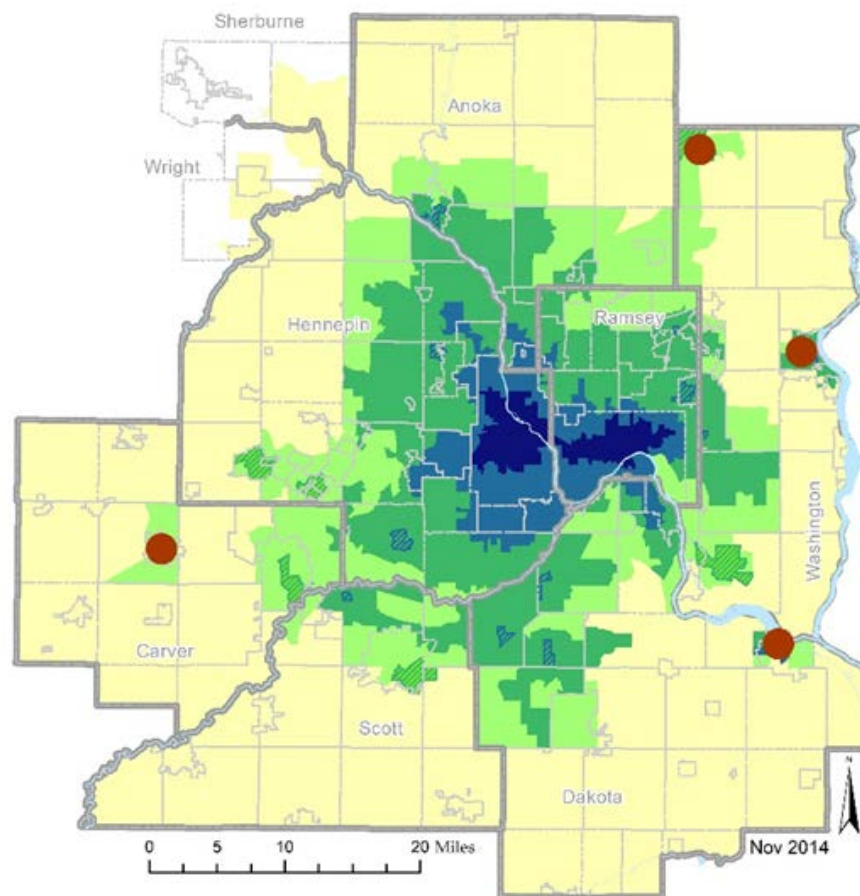 Sherburne
Anoka
Wright
Hennepin
Ramsey
Washington
Carver
Scott
Dakota
N
0 5 10 20 Miles
Nov 2014